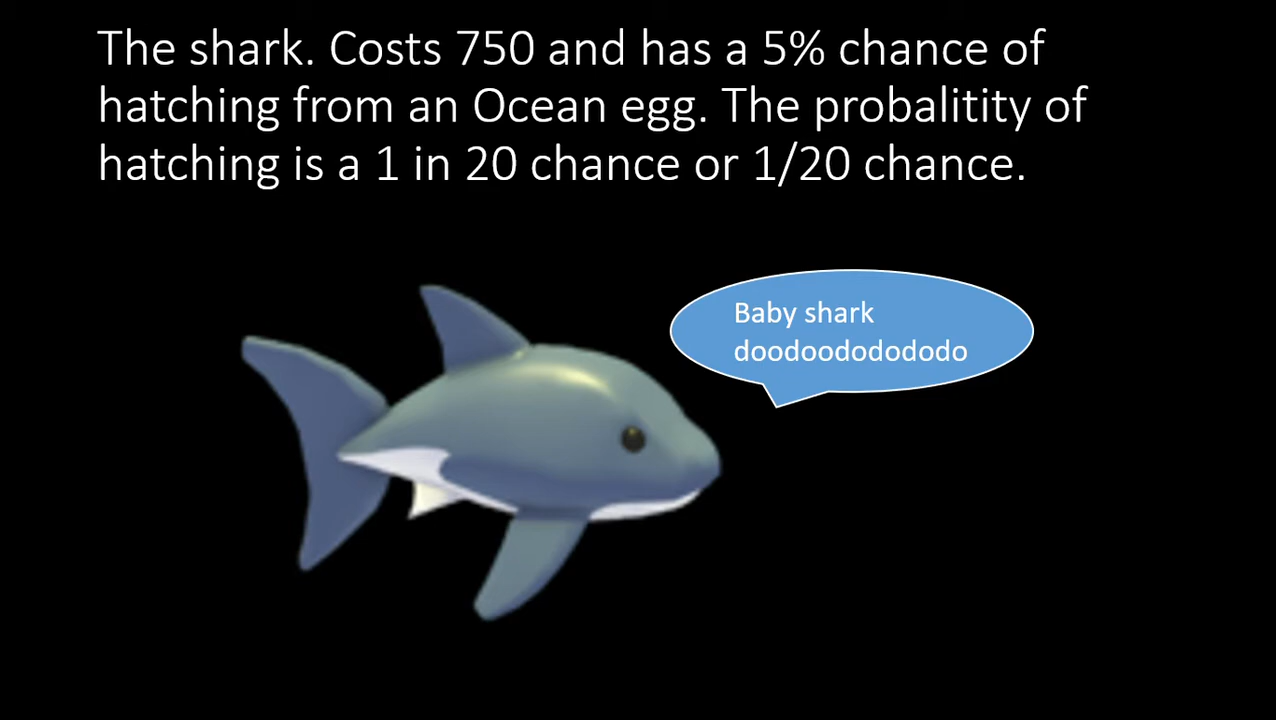 The shark. Costs 750 and has a 5% chance of
hatching from an Ocean egg. The probalitity of
hatching is a 1 in 20 chance or 1/20 chance.
Baby shark
doodoodododododo